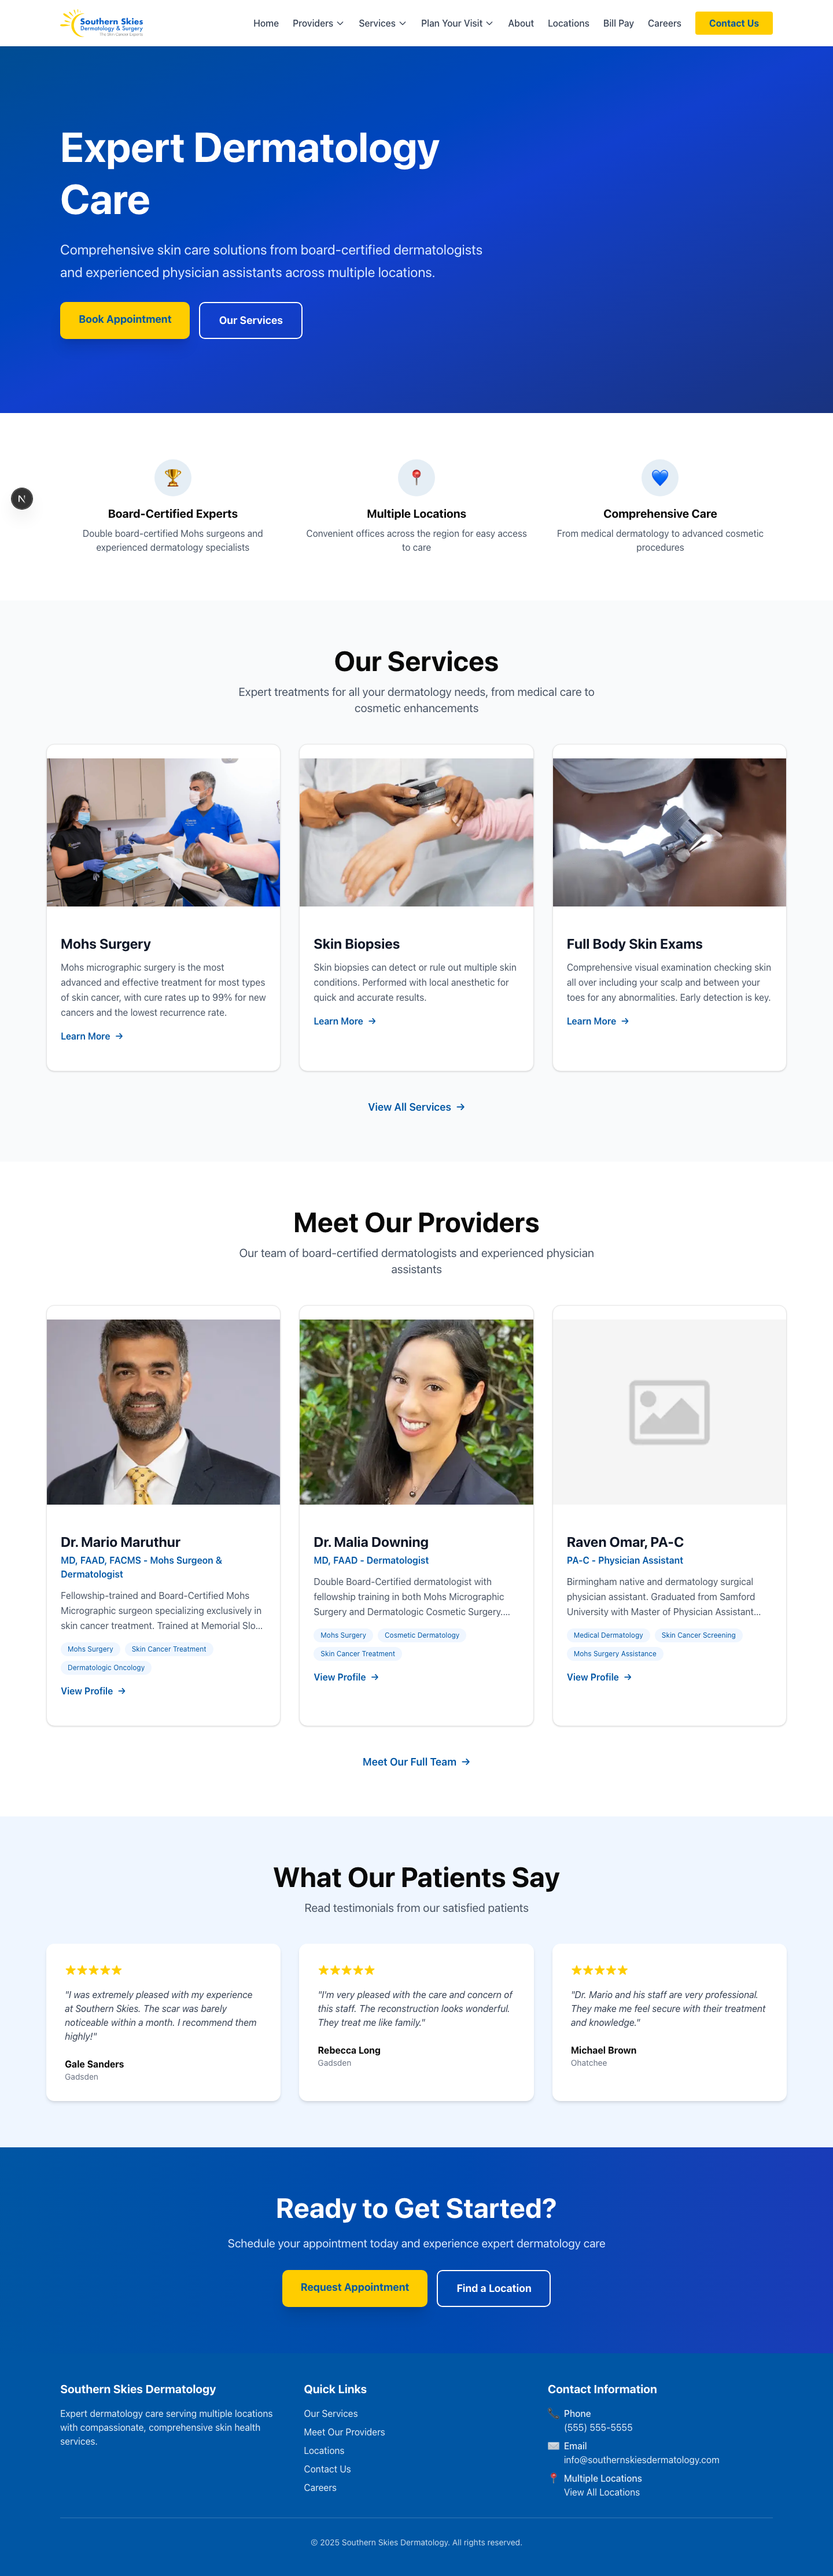 Southern Skies
Dermatology & Surgery
The Skin Cancer Experts
Home
Providers
Services
Plan Your Visit
About
Locations
Bill Pay
Careers
Contact Us
Expert Dermatology
Care
Comprehensive skin care solutions from board-certified dermatologists
and experienced physician assistants across multiple locations.
Book Appointment
Our Services
N
Board-Certified Experts
Double board-certified Mohs surgeons and
experienced dermatology specialists
Multiple Locations
Convenient offices across the region for easy access
to care
Comprehensive Care
From medical dermatology to advanced cosmetic
procedures
Our Services
Expert treatments for all your dermatology needs, from medical care to
cosmetic enhancements
Mohs Surgery
Mohs micrographic surgery is the most
advanced and effective treatment for most types
of skin cancer, with cure rates up to 99% for new
cancers and the lowest recurrence rate.
Learn More →
Skin Biopsies
Skin biopsies can detect or rule out multiple skin
conditions. Performed with local anesthetic for
quick and accurate results.
Learn More →
Full Body Skin Exams
Comprehensive visual examination checking skin
all over including your scalp and between your
toes for any abnormalities. Early detection is key.
Learn More →
View All Services →
Meet Our Providers
Our team of board-certified dermatologists and experienced physician
assistants
Dr. Mario Maruthur
MD, FAAD, FACMS - Mohs Surgeon &
Dermatologist
Fellowship-trained and Board-Certified Mohs
Micrographic surgeon specializing exclusively in
skin cancer treatment. Trained at Memorial Slo...
Mohs Surgery
Skin Cancer Treatment
Dermatologic Oncology
View Profile →
Dr. Malia Downing
MD, FAAD - Dermatologist
Double Board-Certified Dermatologist with
fellowship training in both Mohs Micrographic
Surgery and Dermatologic Cosmetic Surgery....
Mohs Surgery
Cosmetic Dermatology
Skin Cancer Treatment
View Profile →
Raven Omar, PA-C
PA-C - Physician Assistant
Birmingham native and dermatology surgical
physician assistant. Graduated from Samford
University with Master of Physician Assistant...
Medical Dermatology
Skin Cancer Screening
Mohs Surgery Assistance
View Profile →
Meet Our Full Team →
What Our Patients Say
Read testimonials from our satisfied patients
"I was extremely pleased with my experience
at Southern Skies. The scar was barely
noticeable within a month. I recommend them
highly!"
Gale Sanders
Gadsden
"I'm very pleased with the care and concern of
this staff. The reconstruction looks wonderful.
They treat me like family."
Rebecca Long
Gadsden
"Dr. Mario and his staff are very professional.
They make me feel secure with their treatment
and knowledge."
Michael Brown
Ohatchee
Ready to Get Started?
Schedule your appointment today and experience expert dermatology care
Request Appointment
Find a Location
Southern Skies Dermatology
Expert dermatology care serving multiple locations
with compassionate, comprehensive skin health
services.
Quick Links
Our Services
Meet Our Providers
Locations
Contact Us
Careers
Contact Information
Phone
(555) 555-5555
Email
info@southernskiesdermatology.com
Multiple Locations
View All Locations
© 2025 Southern Skies Dermatology. All rights reserved.